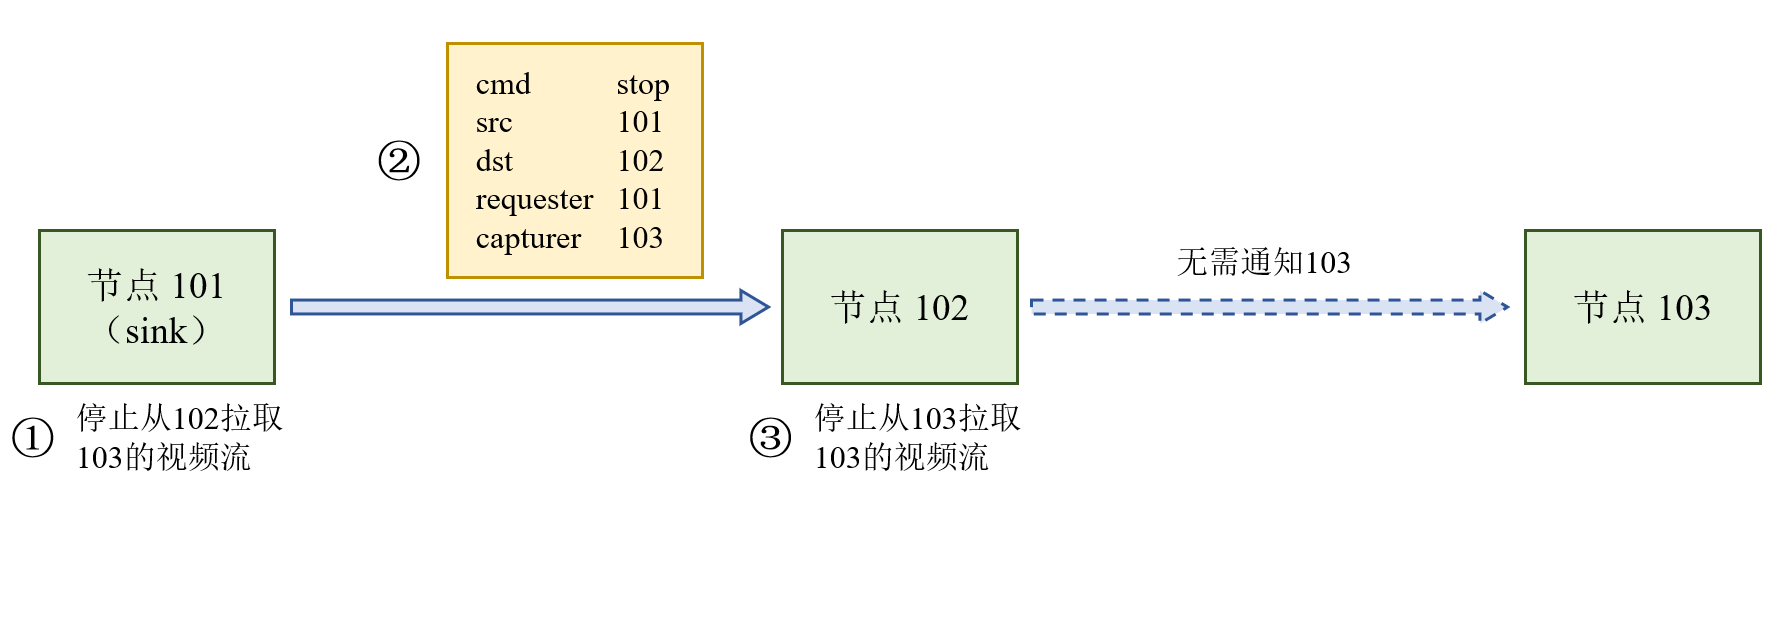 cmd stop
src 101
dst 102
requester 101
capturer 103
②
节点 101
（sink）
节点 102
无需通知103
节点 103
① 停止从102拉取
103的视频流
③ 停止从103拉取
103的视频流